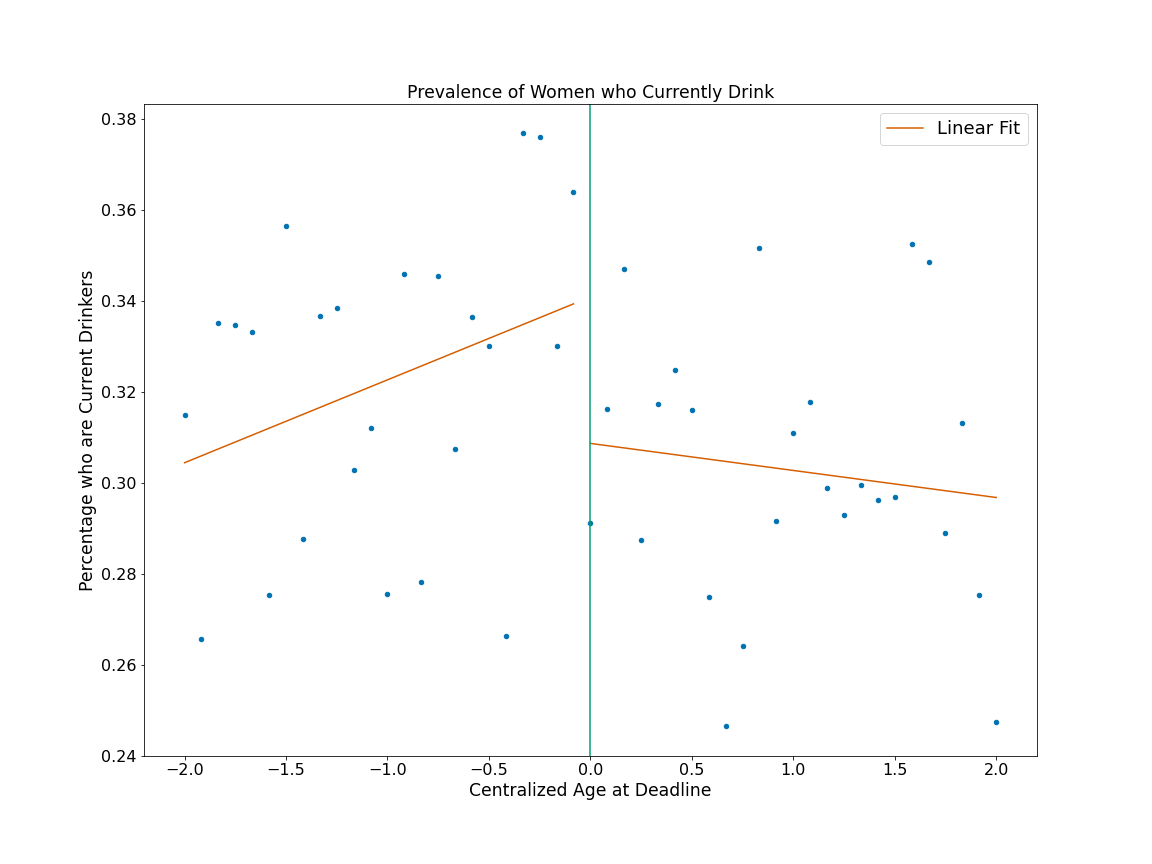 Prevalence of Women who Currently Drink
Linear Fit
Percentage who are Current Drinkers
0.38
0.36
0.34
0.32
0.30
0.28
0.26
0.24
−2.0 −1.5 −1.0 −0.5 0.0 0.5 1.0 1.5 2.0
Centralized Age at Deadline